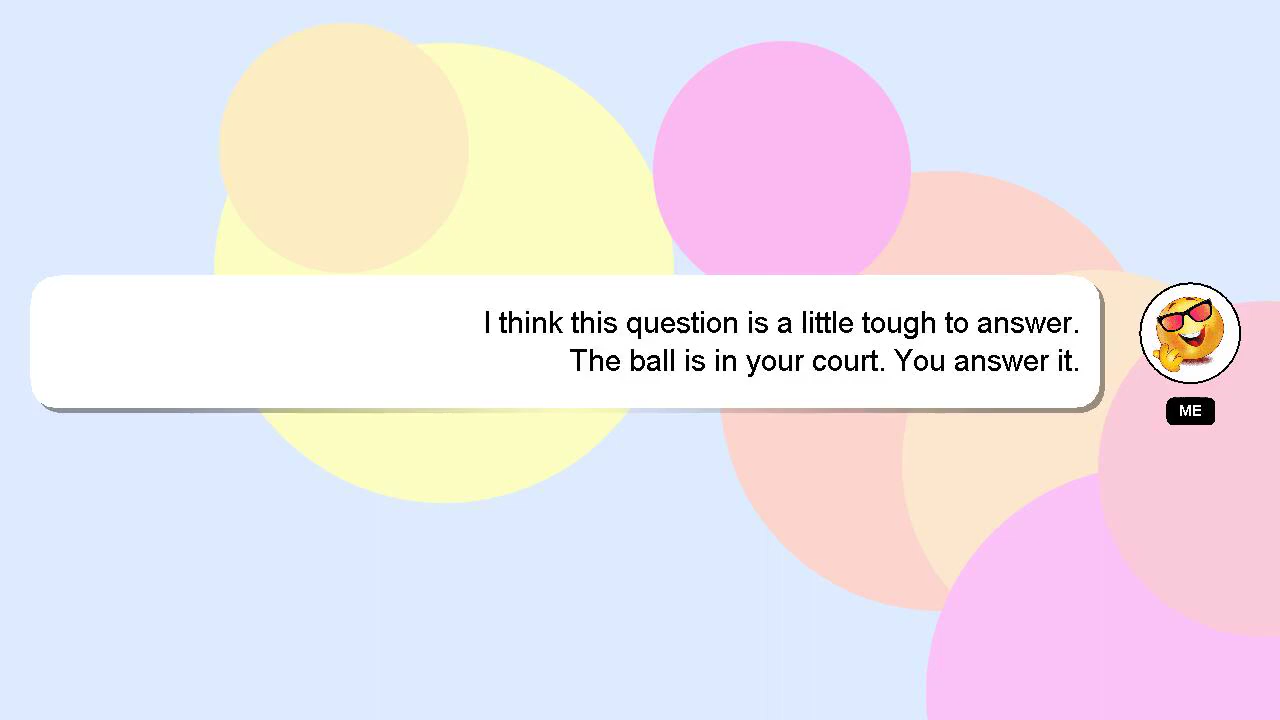 I think this question is a little tough to answer.
The ball is in your court. You answer it.
ME